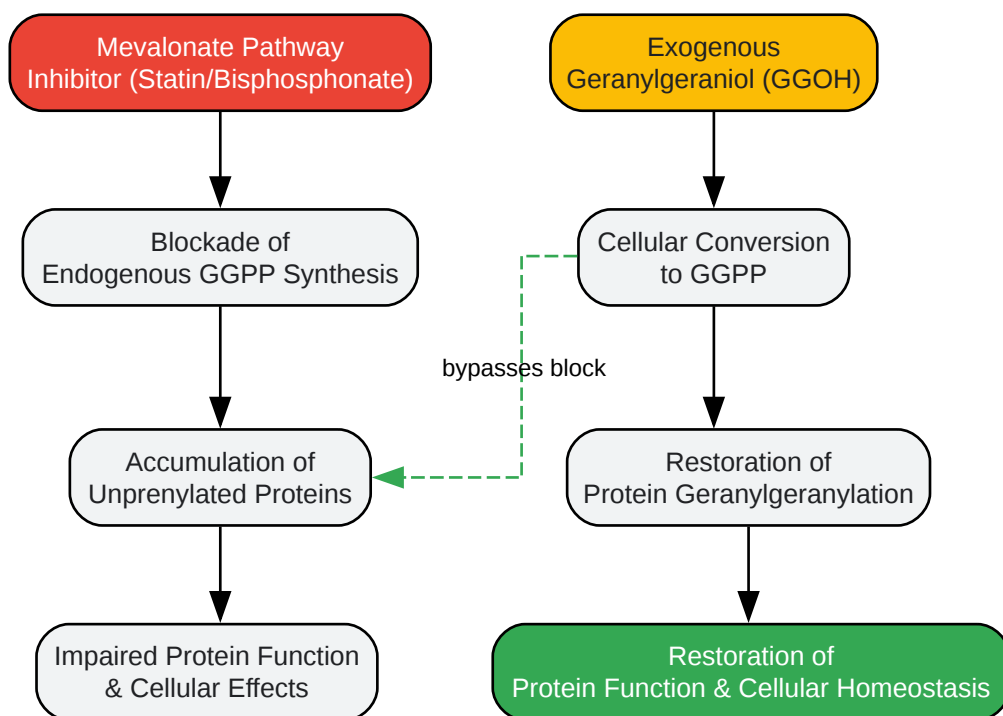 Mevalonate Pathway
Inhibitor (Statin/Bisphosphonate)
Exogenous
Geranylgeraniol (GGOH)
Blockade of
Endogenous GGPP Synthesis
Cellular Conversion
to GGPP
bypasses block
Accumulation of
Unprenylated Proteins
Restoration of
Protein Geranylgeranylation
Impaired Protein Function
& Cellular Effects
Restoration of
Protein Function & Cellular Homeostasis